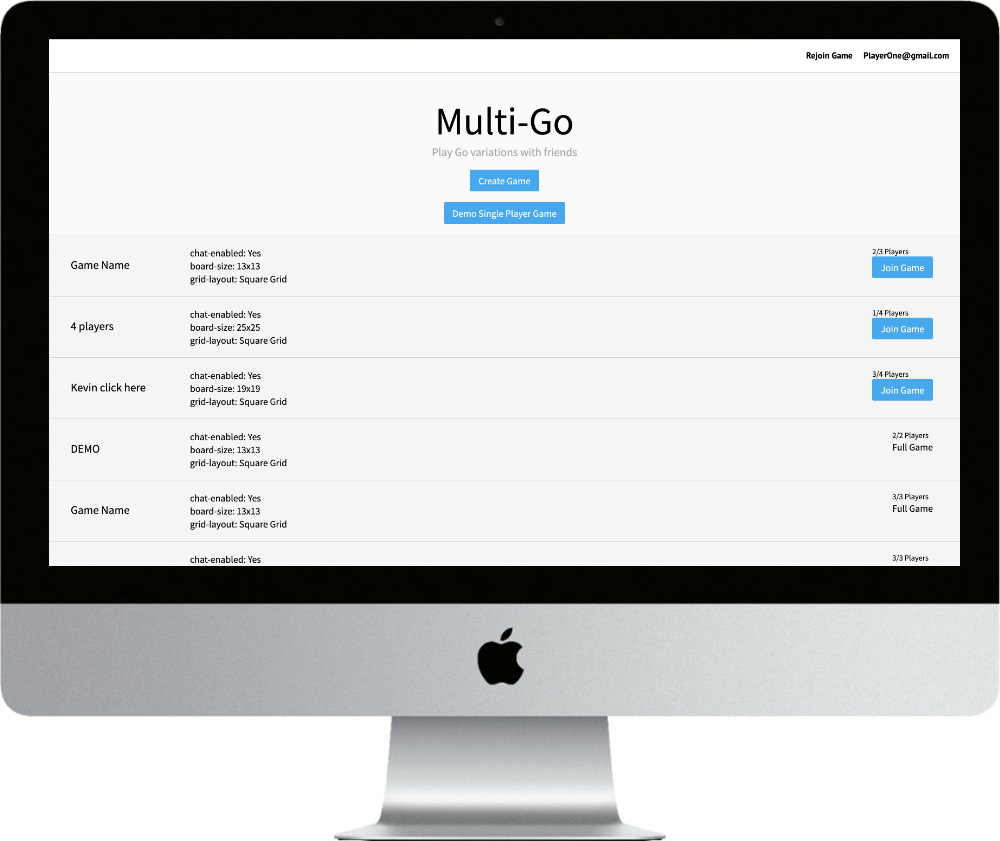 Rejoin Game PlayerOne@gmail.com
Multi-Go
Play Go variations with friends
Create Game
Demo Single Player Game
Game Name
chat-enabled: Yes
board-size: 13x13
grid-layout: Square Grid
2/3 Players
Join Game
4 players
chat-enabled: Yes
board-size: 25x25
grid-layout: Square Grid
1/4 Players
Join Game
Kevin click here
chat-enabled: Yes
board-size: 19x19
grid-layout: Square Grid
3/4 Players
Join Game
DEMO
chat-enabled: Yes
board-size: 13x13
grid-layout: Square Grid
2/2 Players
Full Game
Game Name
chat-enabled: Yes
board-size: 13x13
grid-layout: Square Grid
3/3 Players
Full Game
chat-enabled: Yes
3/3 Players